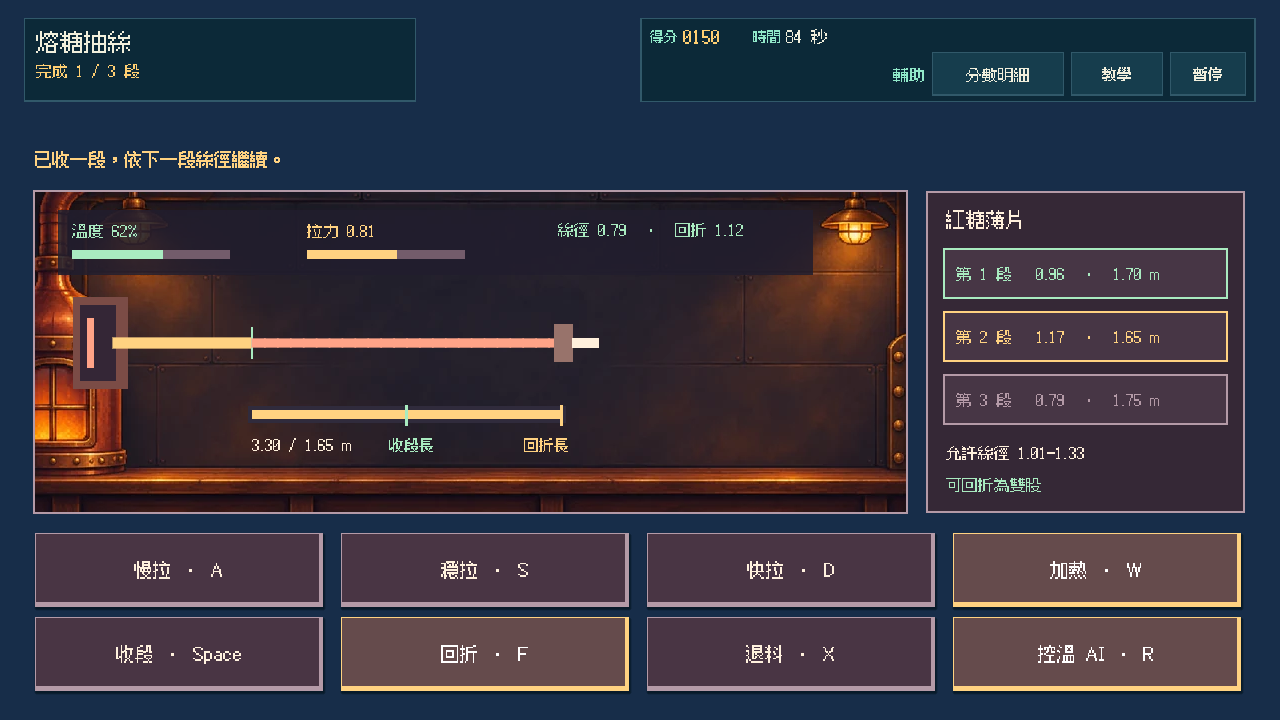 熔糖抽絲
完成 1 / 3 段
得分 0150 時間 84 秒
輔助 分數明細 教學 暫停
已收一段，依下一段絲徑繼續。
溫度 62% 拉力 0.81 線徑 0.79 · 回折 1.12
3.30 / 1.65 m 收段長 回折長
紅糖薄片
第 1 段 0.96 · 1.70 m
第 2 段 1.17 · 1.65 m
第 3 段 0.79 · 1.75 m
允許絲徑 1.01–1.33
可回折為雙股
慢拉 · A
穩拉 · S
快拉 · D
加熱 · W
收段 · Space
回折 · F
退料 · X
控溫 AI · R